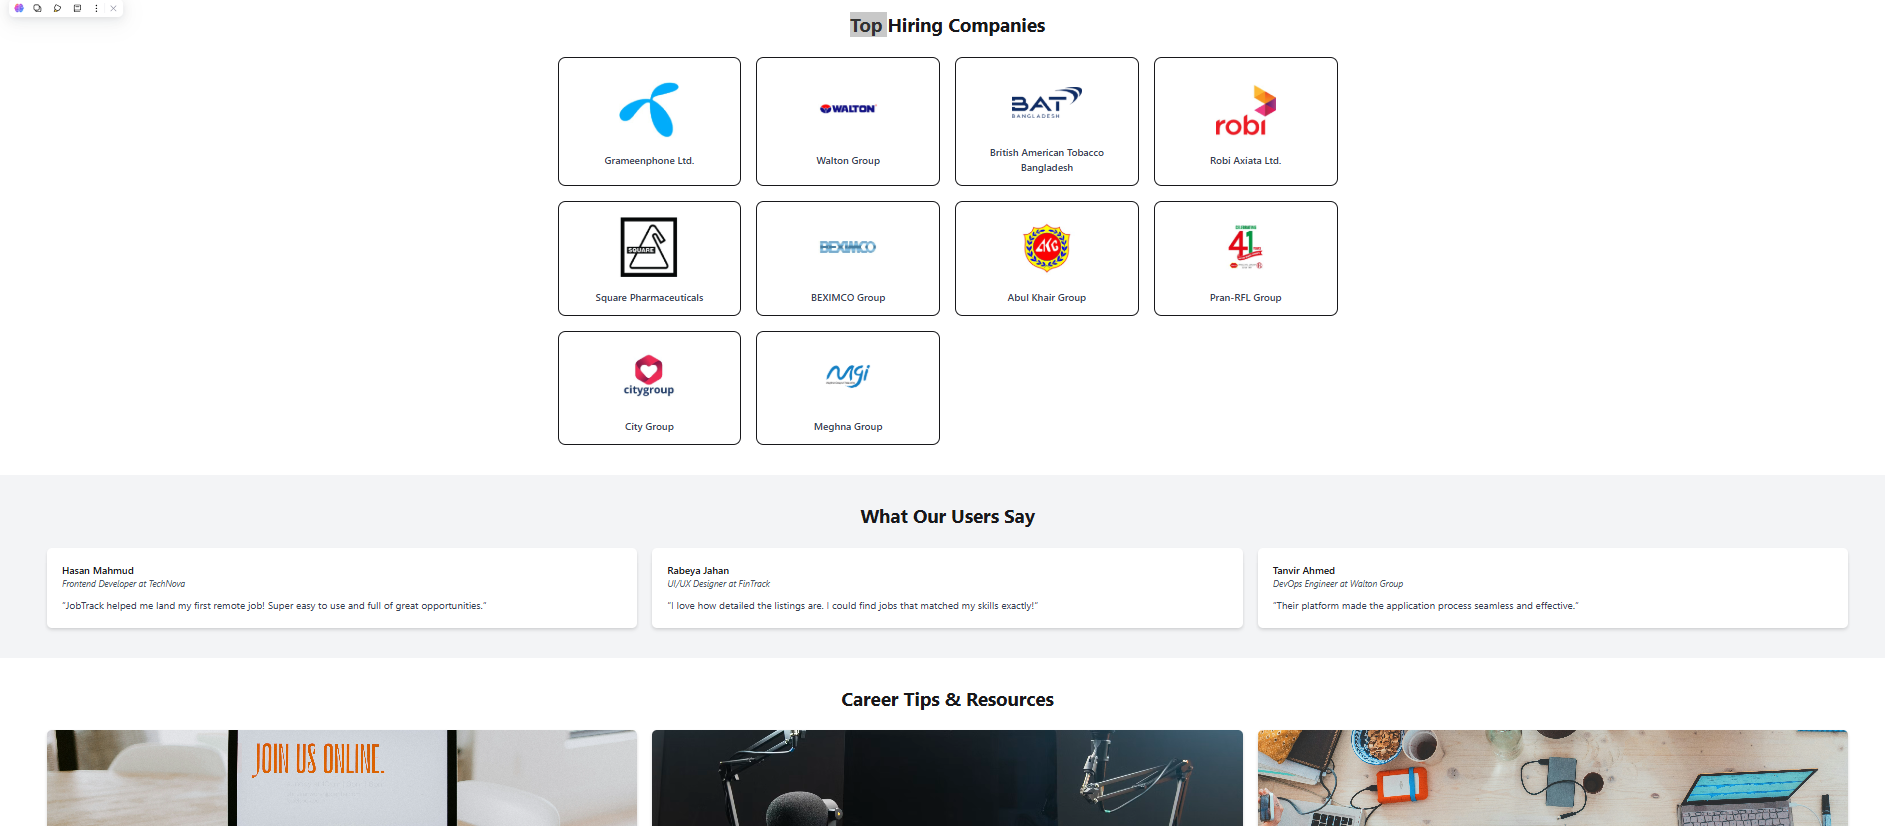 Top Hiring Companies
WALTON
BAT
BANGLADESH
robi
Grameenphone Ltd.
Walton Group
British American Tobacco
Bangladesh
Robi Axiata Ltd.
SQUARE
BEXIMCO
AKG
41
Square Pharmaceuticals
BEXIMCO Group
Abul Khair Group
Pran-RFL Group
citygroup
mgi
City Group
Meghna Group
What Our Users Say
Hasan Mahmud
Frontend Developer at TechNova
"JobTrack helped me land my first remote job! Super easy to use and full of great opportunities."
Rabeya Jahan
UI/UX Designer at FinTrack
"I love how detailed the listings are. I could find jobs that matched my skills exactly!"
Tanvir Ahmed
DevOps Engineer at Walton Group
"Their platform made the application process seamless and effective."
Career Tips & Resources
JOIN US ONLINE.